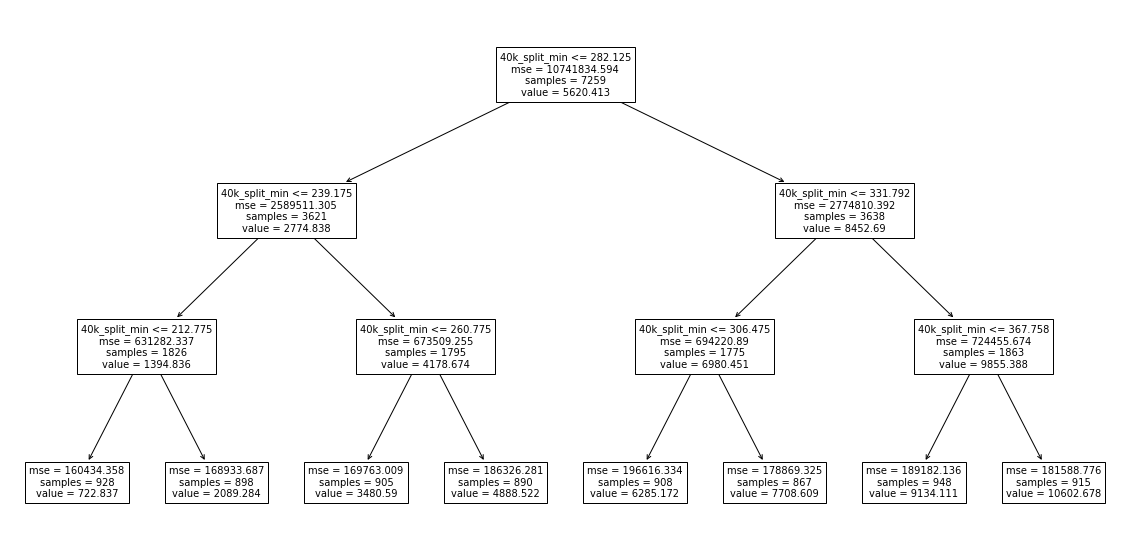 40k_split_min <= 282.125
mse = 10741834.594
samples = 7259
value = 5620.413
40k_split_min <= 239.175
mse = 2589511.305
samples = 3621
value = 2774.838
40k_split_min <= 331.792
mse = 2774810.392
samples = 3638
value = 8452.69
40k_split_min <= 212.775
mse = 631282.337
samples = 1826
value = 1394.836
40k_split_min <= 260.775
mse = 673509.255
samples = 1795
value = 4178.674
40k_split_min <= 306.475
mse = 694220.89
samples = 1775
value = 6980.451
40k_split_min <= 367.758
mse = 724455.674
samples = 1863
value = 9855.388
mse = 160434.358
samples = 928
value = 722.837
mse = 168933.687
samples = 898
value = 2089.284
mse = 169763.009
samples = 905
value = 3480.59
mse = 186326.281
samples = 890
value = 4888.522
mse = 196616.334
samples = 908
value = 6285.172
mse = 178869.325
samples = 867
value = 7708.609
mse = 189182.136
samples = 948
value = 9134.111
mse = 181588.776
samples = 915
value = 10602.678